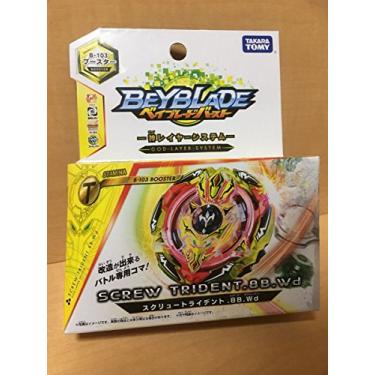 B-103
ブースター
BOOSTER
TAKARA
TOMY
BEYBLADE
ベイブレードバースト
神レイヤーシステム
GOD LAYER SYSTEM
STAMINA
T
B-103 BOOSTER
改造が出来る
バトル専用コマ!
SCREW TRIDENT.8B.Wd
スクリュートライデント.8B.Wd